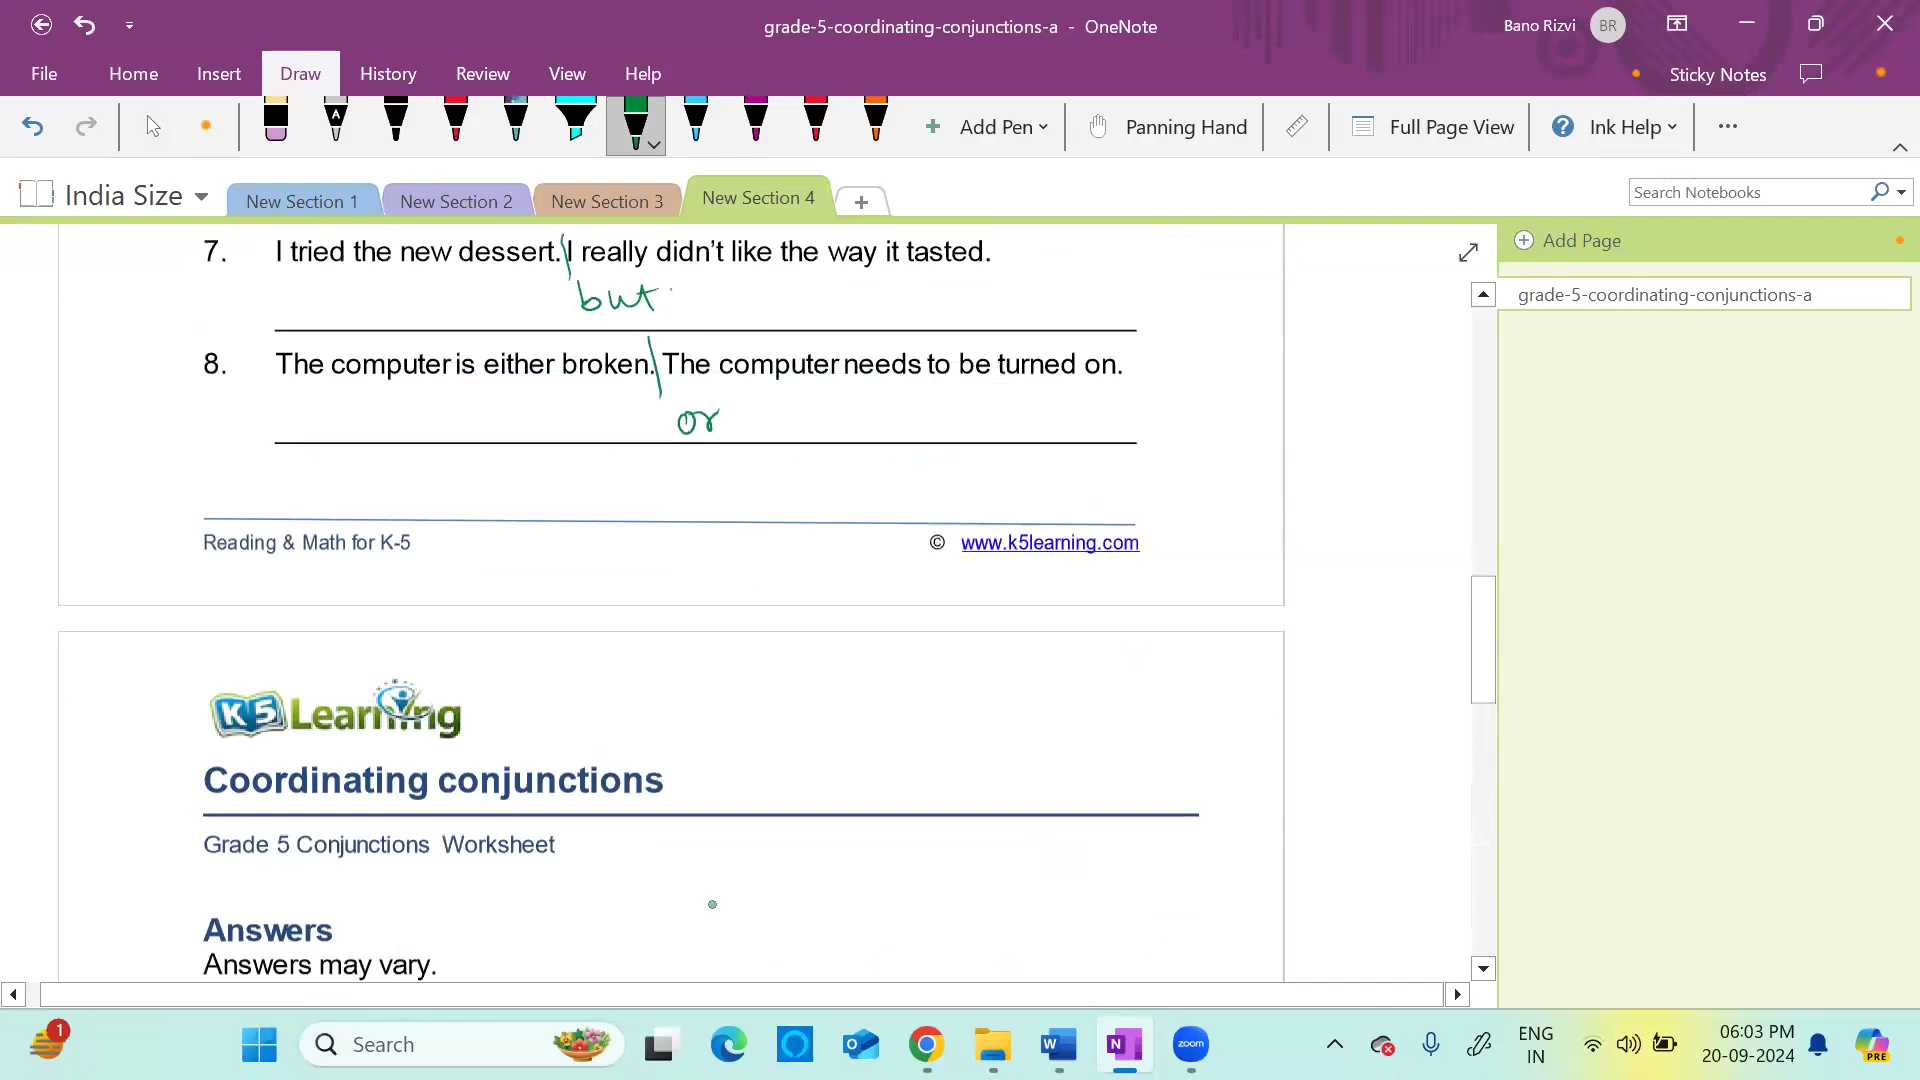 grade-5-coordinating-conjunctions-a - OneNote
Bano Rizvi BR
File Home Insert Draw History Review View Help
Sticky Notes
A
Add Pen Panning Hand Full Page View Ink Help
India Size New Section 1 New Section 2 New Section 3 New Section 4
Search Notebooks
Add Page
grade-5-coordinating-conjunctions-a
7. I tried the new dessert. I really didn't like the way it tasted.
but
8. The computer is either broken. The computer needs to be turned on.
or
Reading & Math for K-5 © www.k5learning.com
K5 Learning
Coordinating conjunctions
Grade 5 Conjunctions Worksheet
Answers
Answers may vary.
1
Search
zoom
ENG
IN
06:03 PM
20-09-2024
PRE